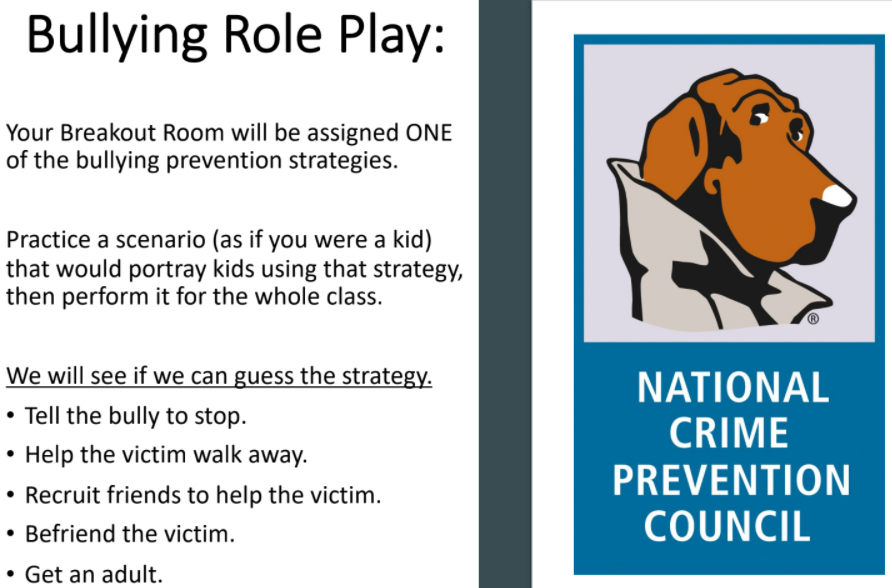 Bullying Role Play:
Your Breakout Room will be assigned ONE
of the bullying prevention strategies.
Practice a scenario (as if you were a kid)
that would portray kids using that strategy,
then perform it for the whole class.
We will see if we can guess the strategy.
• Tell the bully to stop.
• Help the victim walk away.
• Recruit friends to help the victim.
• Befriend the victim.
• Get an adult.
®
NATIONAL
CRIME
PREVENTION
COUNCIL